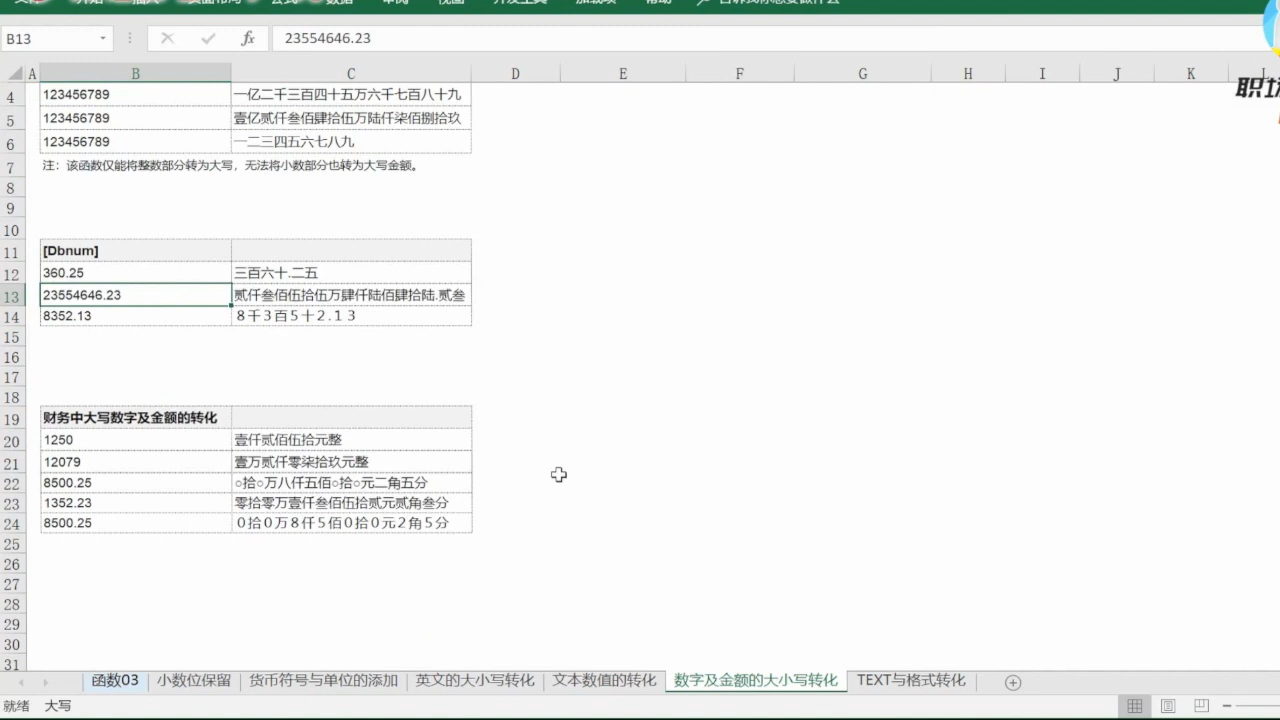 B13 fx 23554646.23
A B C D E F G H I J K L
4 123456789 一亿二千三百四十五万六千七百八十九
5 123456789 壹亿贰仟叁佰肆拾伍万陆仟柒佰捌拾玖
6 123456789 一二三四五六七八九
7 注：该函数仅能将整数部分转为大写，无法将小数部分也转为大写金额。
8
9
10
11 [Dbnum]
12 360.25 三百六十.二五
13 23554646.23 贰仟叁佰伍拾伍万肆仟陆佰肆拾陆.贰叁
14 8352.13 ８千３百５十２.１３
15
16
17
18
19 财务中大写数字及金额的转化
20 1250 壹仟贰佰伍拾元整
21 12079 壹万贰仟零柒拾玖元整
22 8500.25 ○拾○万八仟五佰○拾○元二角五分
23 1352.23 零拾零万壹仟叁佰伍拾贰元贰角叁分
24 8500.25 ０拾０万８仟５佰０拾０元２角５分
25
26
27
28
29
30
31
函数03 小数位保留 货币符号与单位的添加 英文的大小写转化 文本数值的转化 数字及金额的大小写转化 TEXT与格式转化
就绪 大写